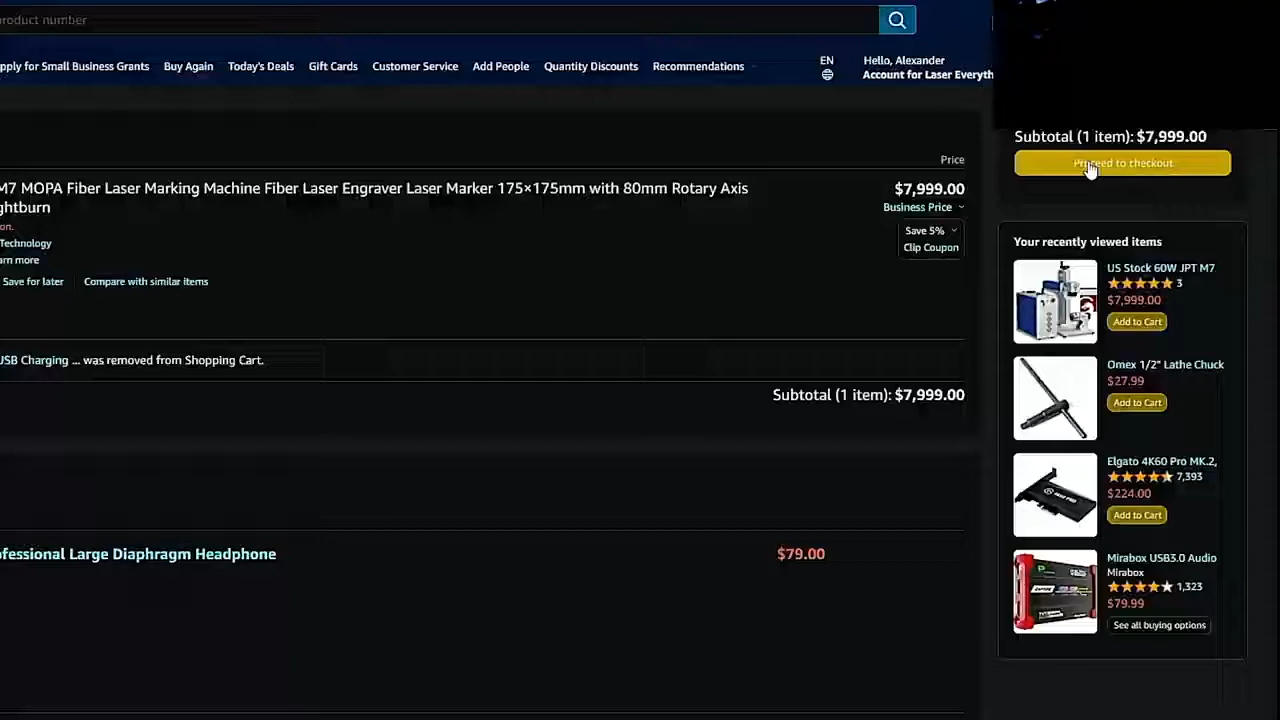 product number
pply for Small Business Grants Buy Again Today's Deals Gift Cards Customer Service Add People Quantity Discounts Recommendations
EN
Hello, Alexander
Account for Laser Everyth
Subtotal (1 item): $7,999.00
Proceed to checkout
Price
M7 MOPA Fiber Laser Marking Machine Fiber Laser Engraver Laser Marker 175×175mm with 80mm Rotary Axis
ghtburn
$7,999.00
Business Price
on.
Technology
arn more
Save 5%
Clip Coupon
Save for later Compare with similar items
USB Charging ... was removed from Shopping Cart.
Subtotal (1 item): $7,999.00
ofessional Large Diaphragm Headphone
$79.00
Your recently viewed items
US Stock 60W JPT M7
3
$7,999.00
Add to Cart
Omex 1/2" Lathe Chuck
$27.99
Add to Cart
Elgato 4K60 Pro MK.2,
7,393
$224.00
Add to Cart
Mirabox USB3.0 Audio
Mirabox
1,323
$79.99
See all buying options